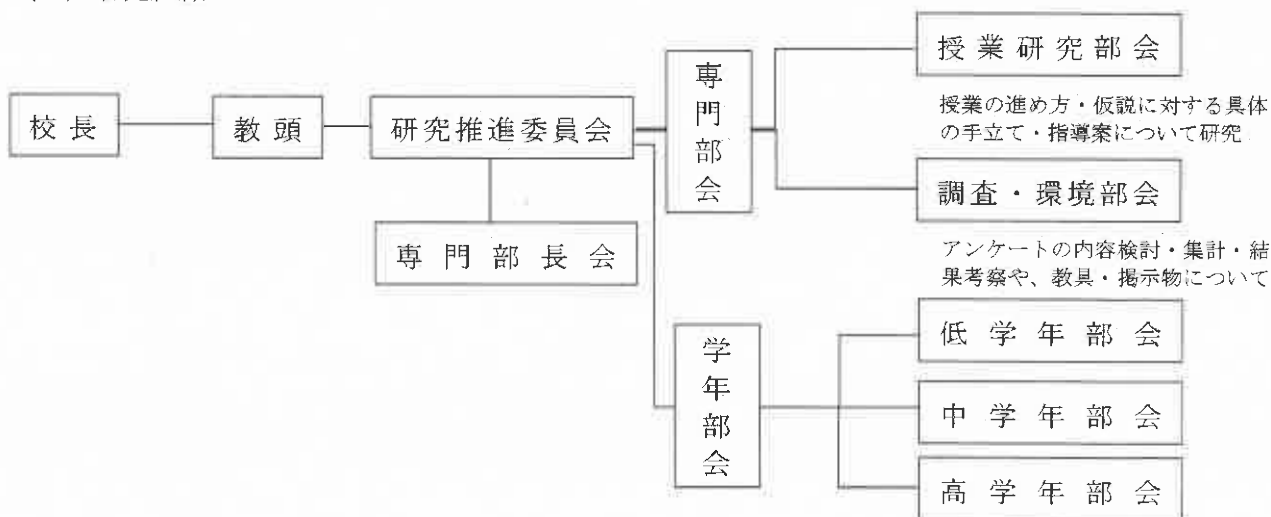 校長
教頭
研究推進委員会
専門部長会
専門部会
授業研究部会
授業の進め方・仮説に対する具体
の手立て・指導案について研究
調査・環境部会
アンケートの内容検討・集計・結
果考察や、教具・掲示物について
学年部会
低学年部会
中学年部会
高学年部会